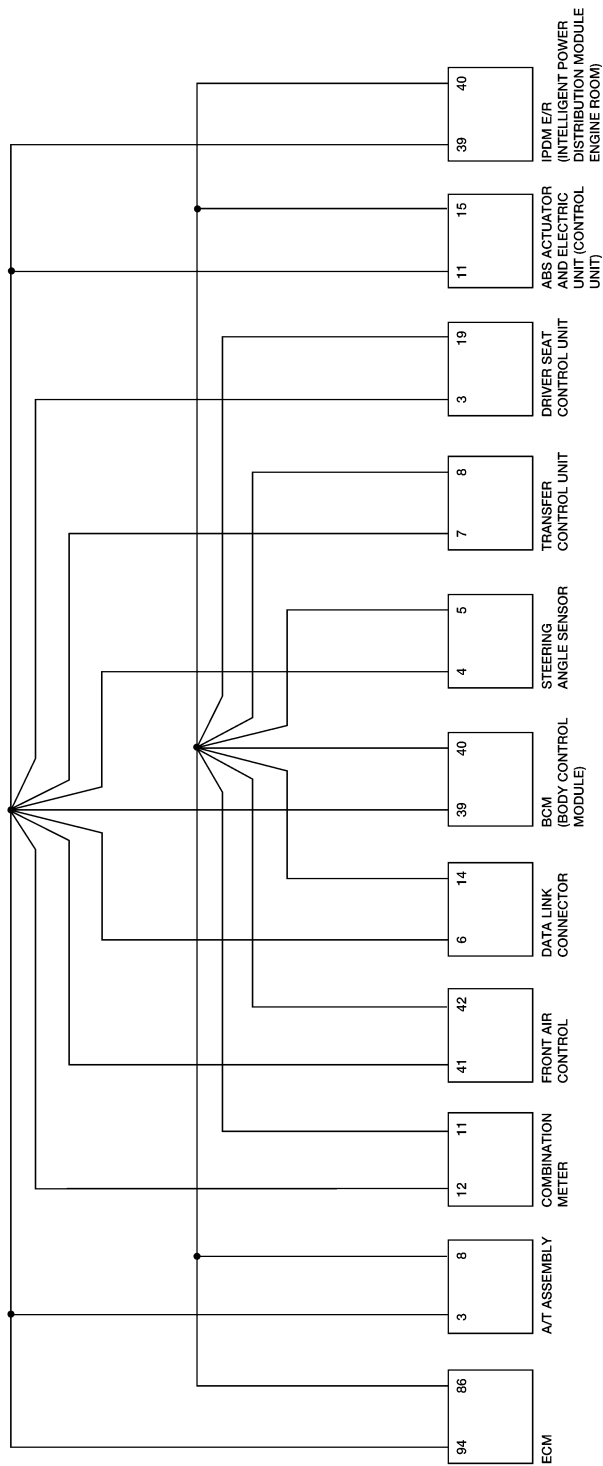 94 86
ECM
3 8
A/T ASSEMBLY
12 11
COMBINATION
METER
41 42
FRONT AIR
CONTROL
6 14
DATA LINK
CONNECTOR
39 40
BCM
(BODY CONTROL
MODULE)
4 5
STEERING
ANGLE SENSOR
7 8
TRANSFER
CONTROL UNIT
3 19
DRIVER SEAT
CONTROL UNIT
11 15
ABS ACTUATOR
AND ELECTRIC
UNIT (CONTROL
UNIT)
39 40
IPDM E/R
(INTELLIGENT POWER
DISTRIBUTION MODULE
ENGINE ROOM)